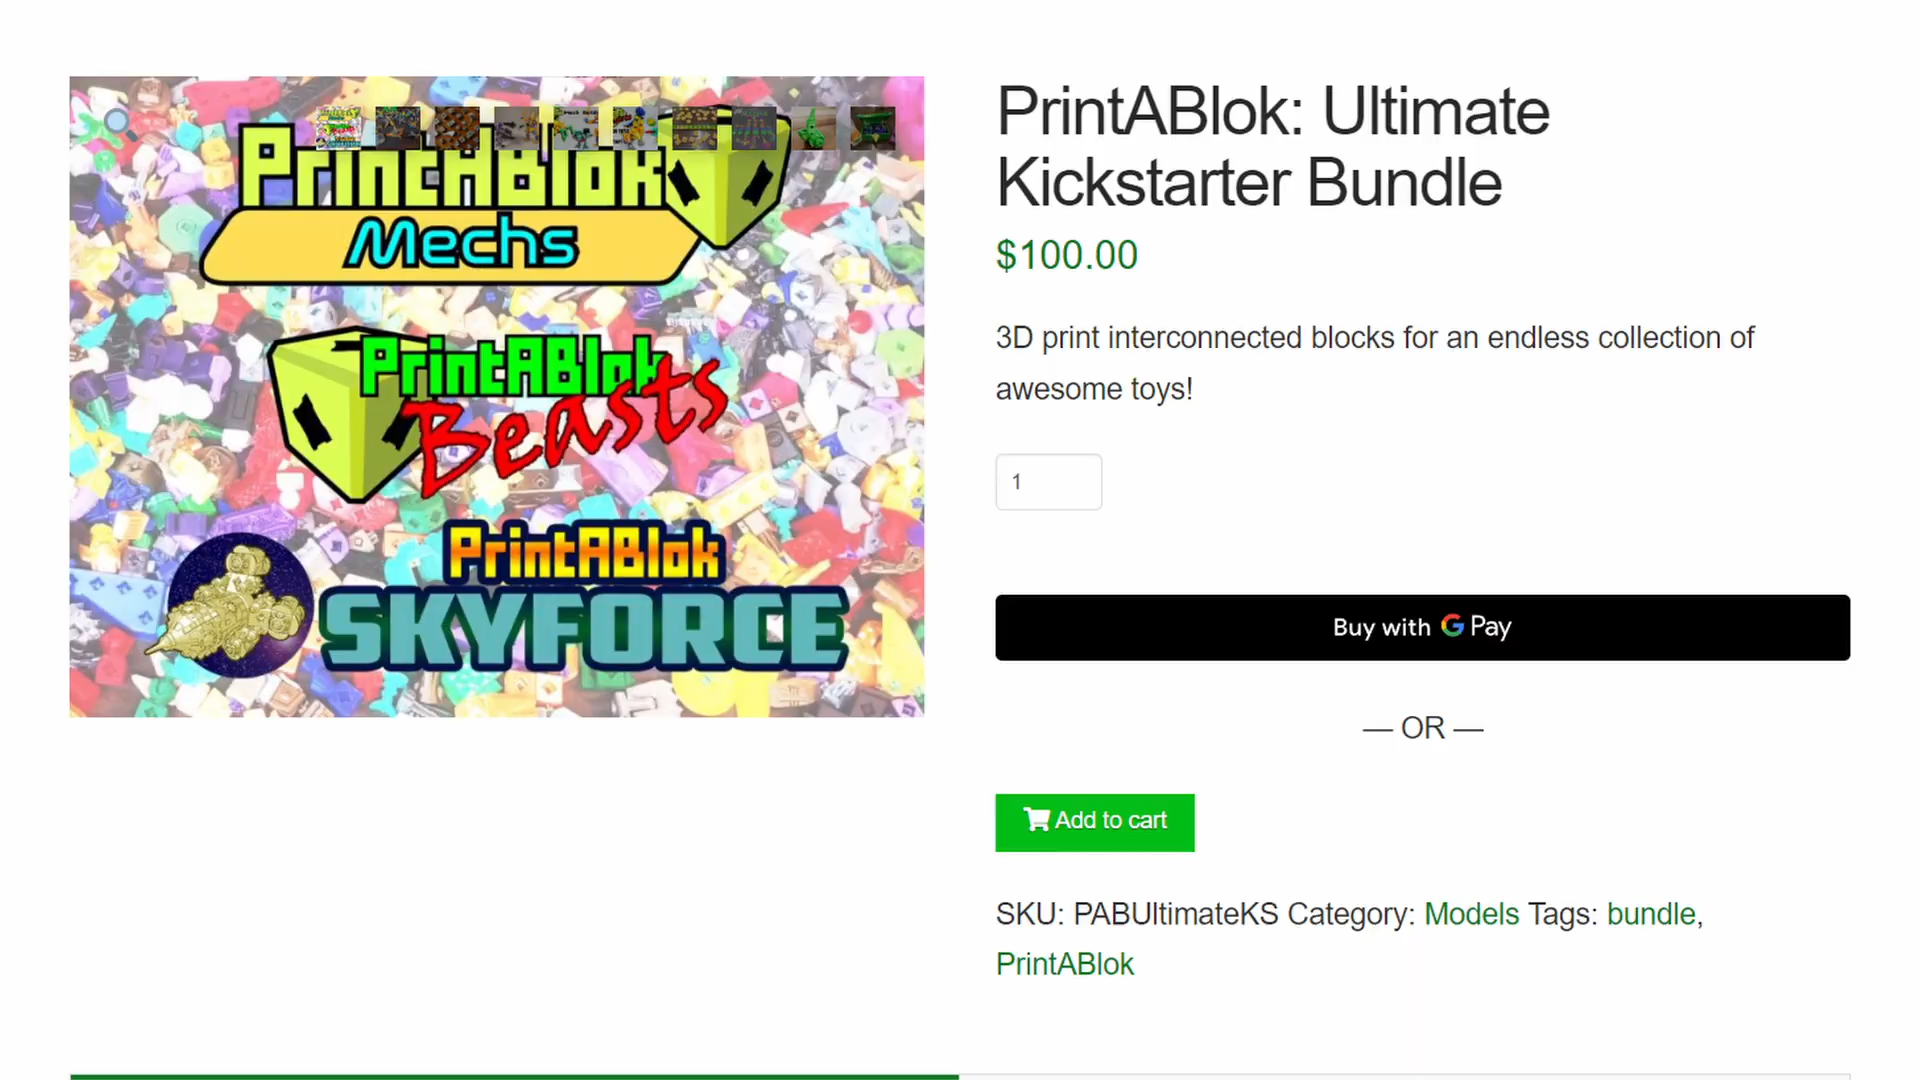 PrintABlok
Mechs
PrintABlok
Beasts
PrintABlok
SKYFORCE
PrintABlok: Ultimate
Kickstarter Bundle
$100.00
3D print interconnected blocks for an endless collection of
awesome toys!
1
Buy with G Pay
— OR —
Add to cart
SKU: PABUltimateKS Category: Models Tags: bundle,
PrintABlok